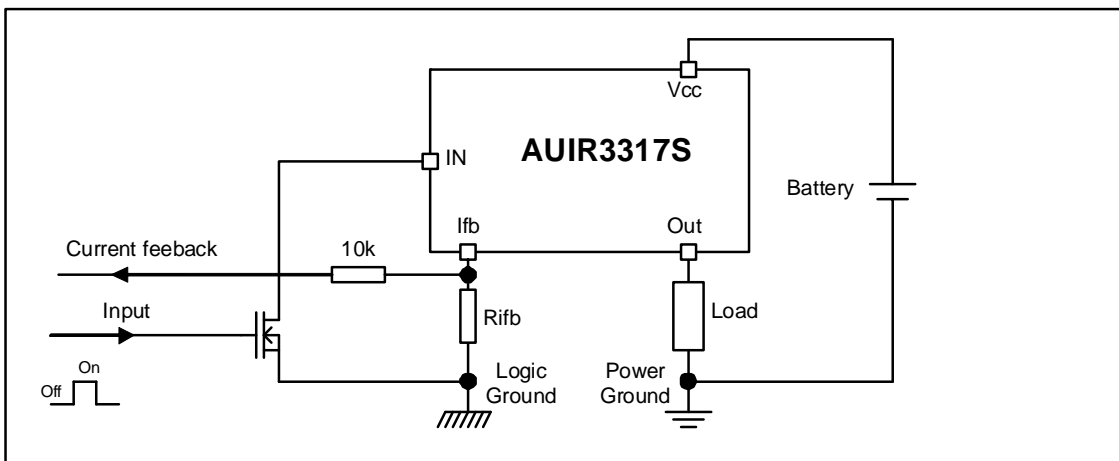 Vcc
AUIR3317S
IN
Battery
Ifb
Out
Current feeback
10k
Input
Rifb
Load
On
Off
Logic
Ground
Power
Ground